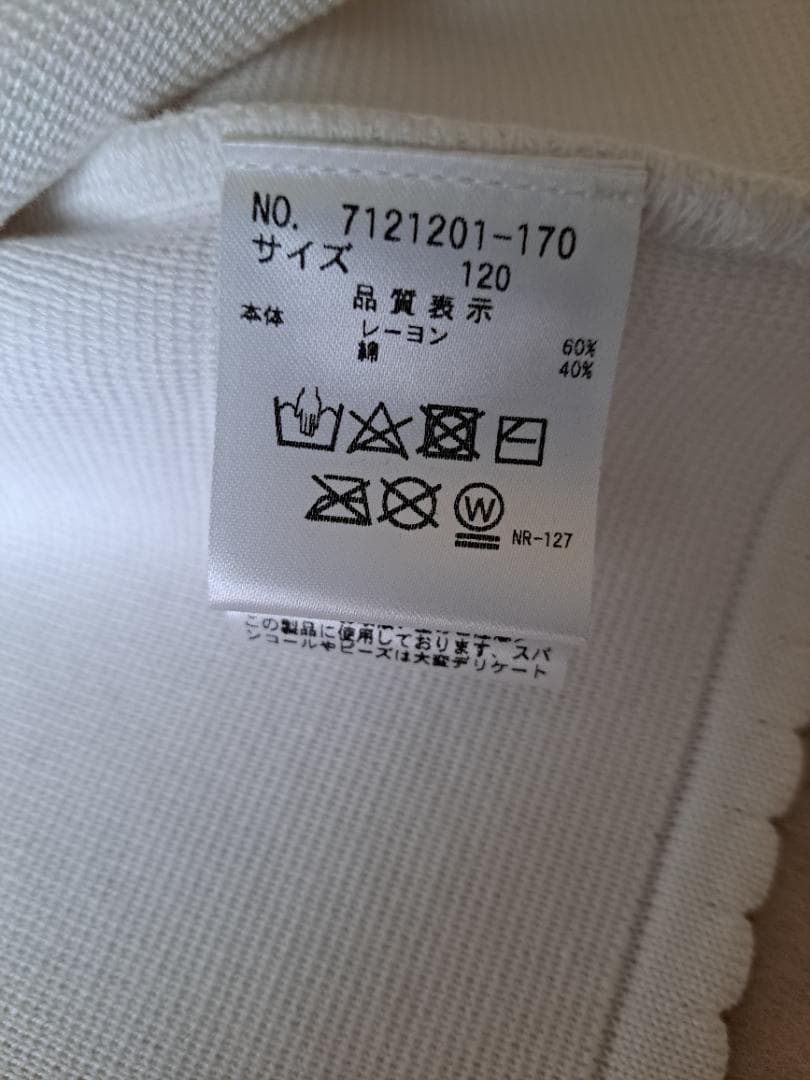 NO. 7121201-170
サイズ 120
品質表示
本体 レーヨン 60%
綿 40%
W
NR-127
この製品に使用しております、スパ
ンコールやビーズは大変デリケート